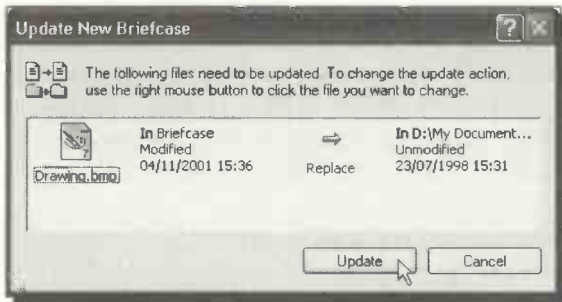 Update New Briefcase
The following files need to be updated. To change the update action,
use the right mouse button to click the file you want to change.
In Briefcase
Modified
04/11/2001 15:36
Drawing.bmp
Replace
In D:\My Document...
Unmodified
23/07/1998 15:31
Update
Cancel